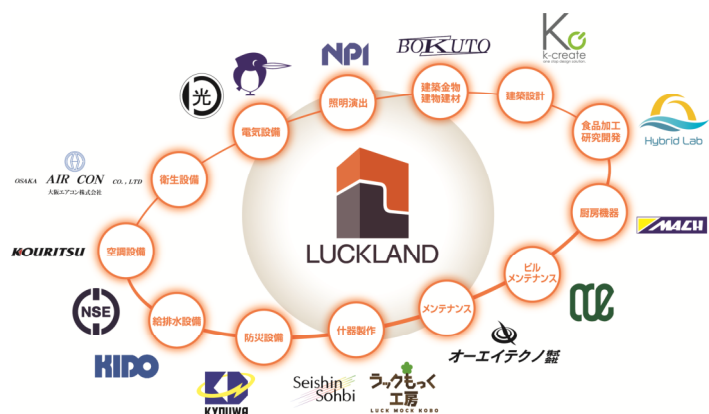 NPI
BOKUTO
k-create
one stop design creation
光
照明演出
建築金物
建物建材
建築設計
電気設備
食品加工
研究開発
Hybrid Lab
OSAKA AIR CON CO., LTD
大阪エアコン株式会社
衛生設備
厨房機器
MACH
KOURITSU
空調設備
LUCKLAND
ビル
メンテナンス
CCE
NSE
給排水設備
防災設備
什器製作
メンテナンス
オーエイテクノ株式会社
KIDO
KYOUWA
Seishin
Sohbi
ラックもっく
工房
LUCK MOCK KOBO